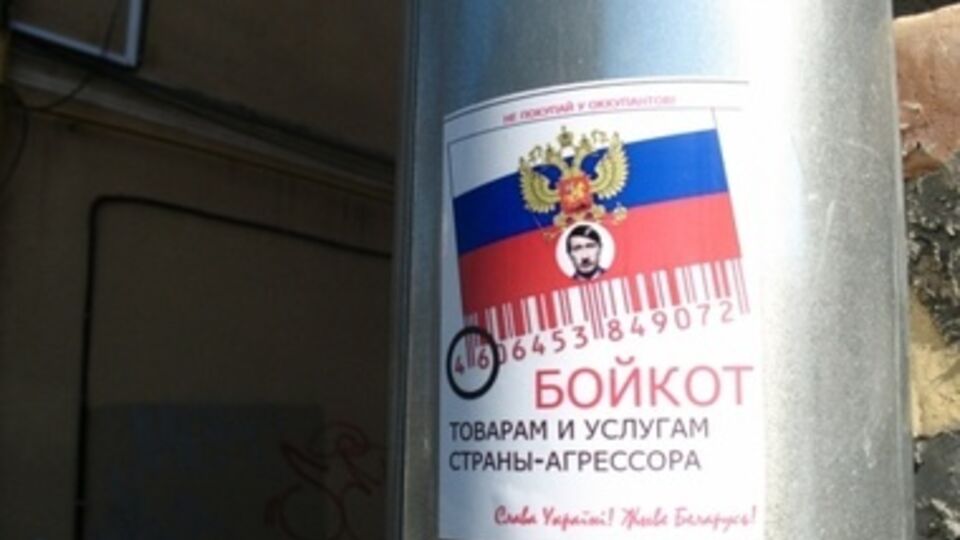 НЕ ПОКУПАЙ У ОККУПАНТОВ!
4606453849072
БОЙКОТ
ТОВАРАМ И УСЛУГАМ
СТРАНЫ-АГРЕССОРА
Слава Україні! Жыве Беларусь!